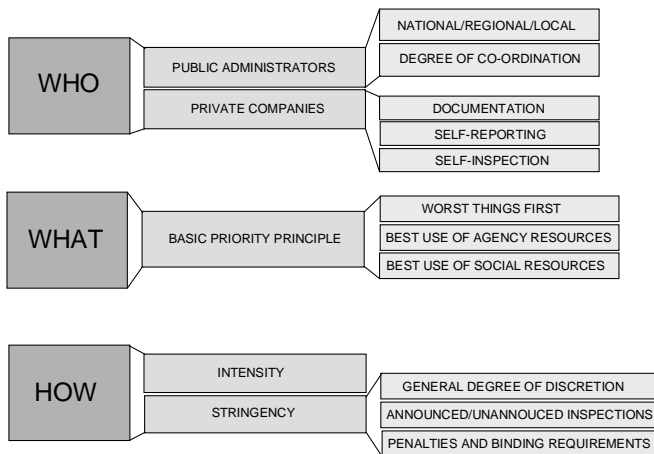 WHO
PUBLIC ADMINISTRATORS
NATIONAL/REGIONAL/LOCAL
DEGREE OF CO-ORDINATION
PRIVATE COMPANIES
DOCUMENTATION
SELF-REPORTING
SELF-INSPECTION
WHAT
BASIC PRIORITY PRINCIPLE
WORST THINGS FIRST
BEST USE OF AGENCY RESOURCES
BEST USE OF SOCIAL RESOURCES
HOW
INTENSITY
STRINGENCY
GENERAL DEGREE OF DISCRETION
ANNOUNCED/UNANNOUCED INSPECTIONS
PENALTIES AND BINDING REQUIREMENTS